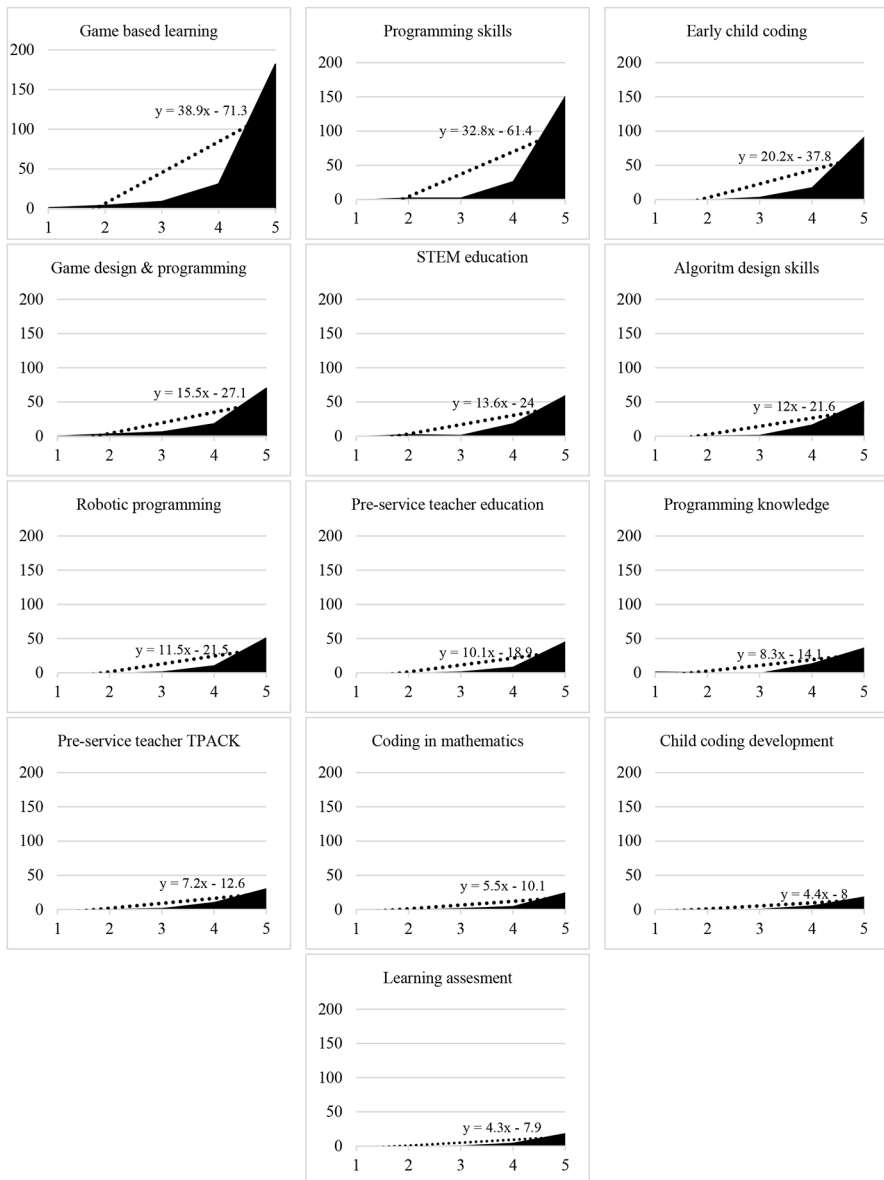 Game based learning
200
150
100
50
0
y = 38.9x - 71.3
1 2 3 4 5
Programming skills
200
150
100
50
0
y = 32.8x - 61.4
1 2 3 4 5
Early child coding
200
150
100
50
0
y = 20.2x - 37.8
1 2 3 4 5
Game design & programming
200
150
100
50
0
y = 15.5x - 27.1
1 2 3 4 5
STEM education
200
150
100
50
0
y = 13.6x - 24
1 2 3 4 5
Algoritm design skills
200
150
100
50
0
y = 12x - 21.6
1 2 3 4 5
Robotic programming
200
150
100
50
0
y = 11.5x - 21.5
1 2 3 4 5
Pre-service teacher education
200
150
100
50
0
y = 10.1x - 18.9
1 2 3 4 5
Programming knowledge
200
150
100
50
0
y = 8.3x - 14.1
1 2 3 4 5
Pre-service teacher TPACK
200
150
100
50
0
y = 7.2x - 12.6
1 2 3 4 5
Coding in mathematics
200
150
100
50
0
y = 5.5x - 10.1
1 2 3 4 5
Child coding development
200
150
100
50
0
y = 4.4x - 8
1 2 3 4 5
Learning assesment
200
150
100
50
0
y = 4.3x - 7.9
1 2 3 4 5